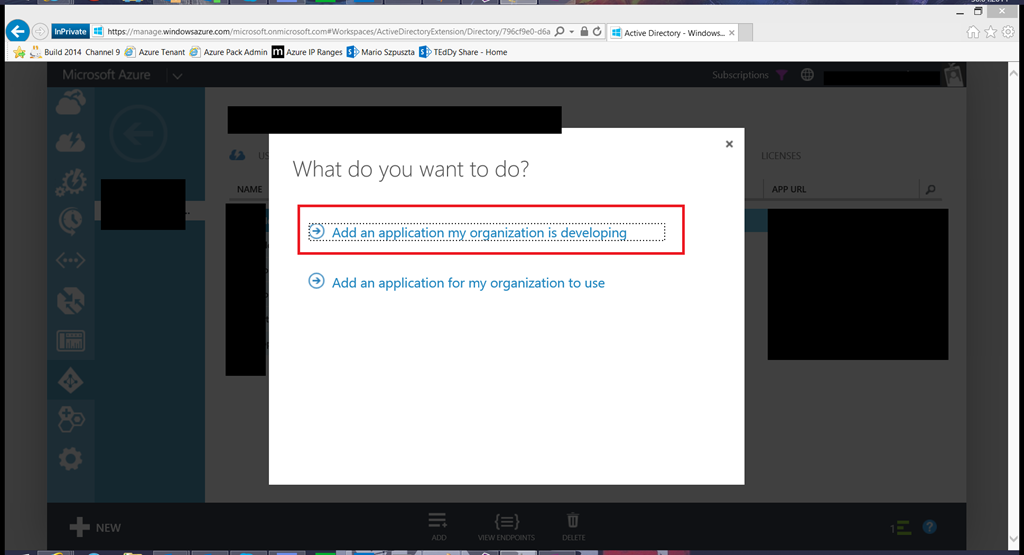 InPrivate
https://manage.windowsazure.com/microsoft.onmicrosoft.com#Workspaces/ActiveDirectoryExtension/Directory/796cf9e0-d6a
Active Directory - Windows...
Build 2014 Channel 9 Azure Tenant Azure Pack Admin Azure IP Ranges Mario Szpuszta TEdDy Share - Home
Microsoft Azure
Subscriptions
US
LICENSES
NAME
APP URL
What do you want to do?
Add an application my organization is developing
Add an application for my organization to use
NEW
ADD
VIEW ENDPOINTS
DELETE
1